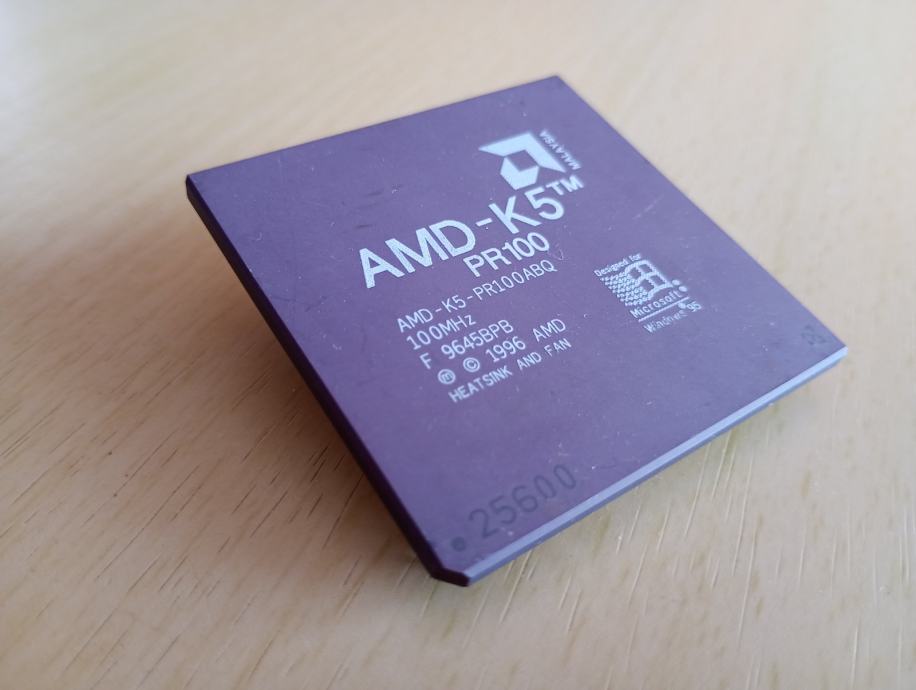 MALAYSIA
AMD-K5™
PR100
AMD-K5-PR100ABQ
100MHz
F 9645BPB
ⓜ © 1996 AMD
HEATSINK AND FAN
Designed for
Microsoft®
Windows®95
25600